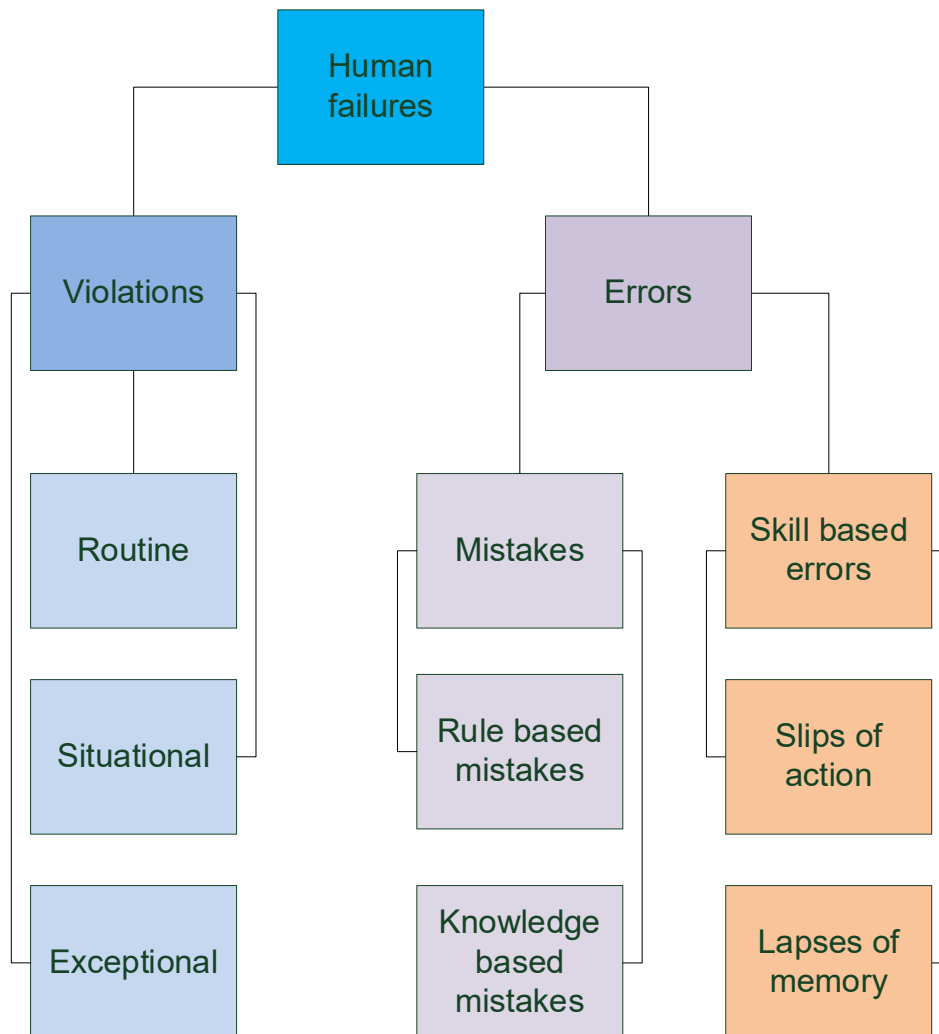 Human
failures
Violations
Errors
Routine
Mistakes
Skill based
errors
Situational
Rule based
mistakes
Slips of
action
Exceptional
Knowledge
based
mistakes
Lapses of
memory